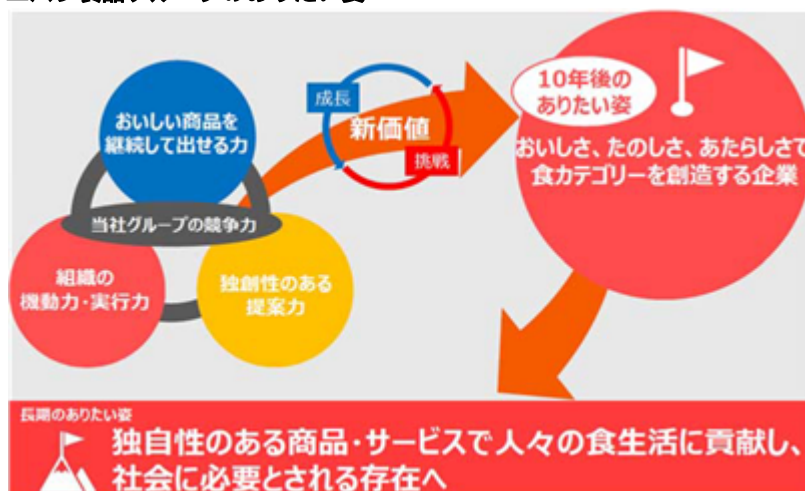 おいしい商品を
継続して出せる力
当社グループの競争力
組織の
機動力・実行力
独創性のある
提案力
成長
新価値
挑戦
10年後の
ありたい姿
おいしさ、たのしさ、あたらしさで
食カテゴリーを創造する企業
長期のありたい姿
独自性のある商品・サービスで人々の食生活に貢献し、
社会に必要とされる存在へ